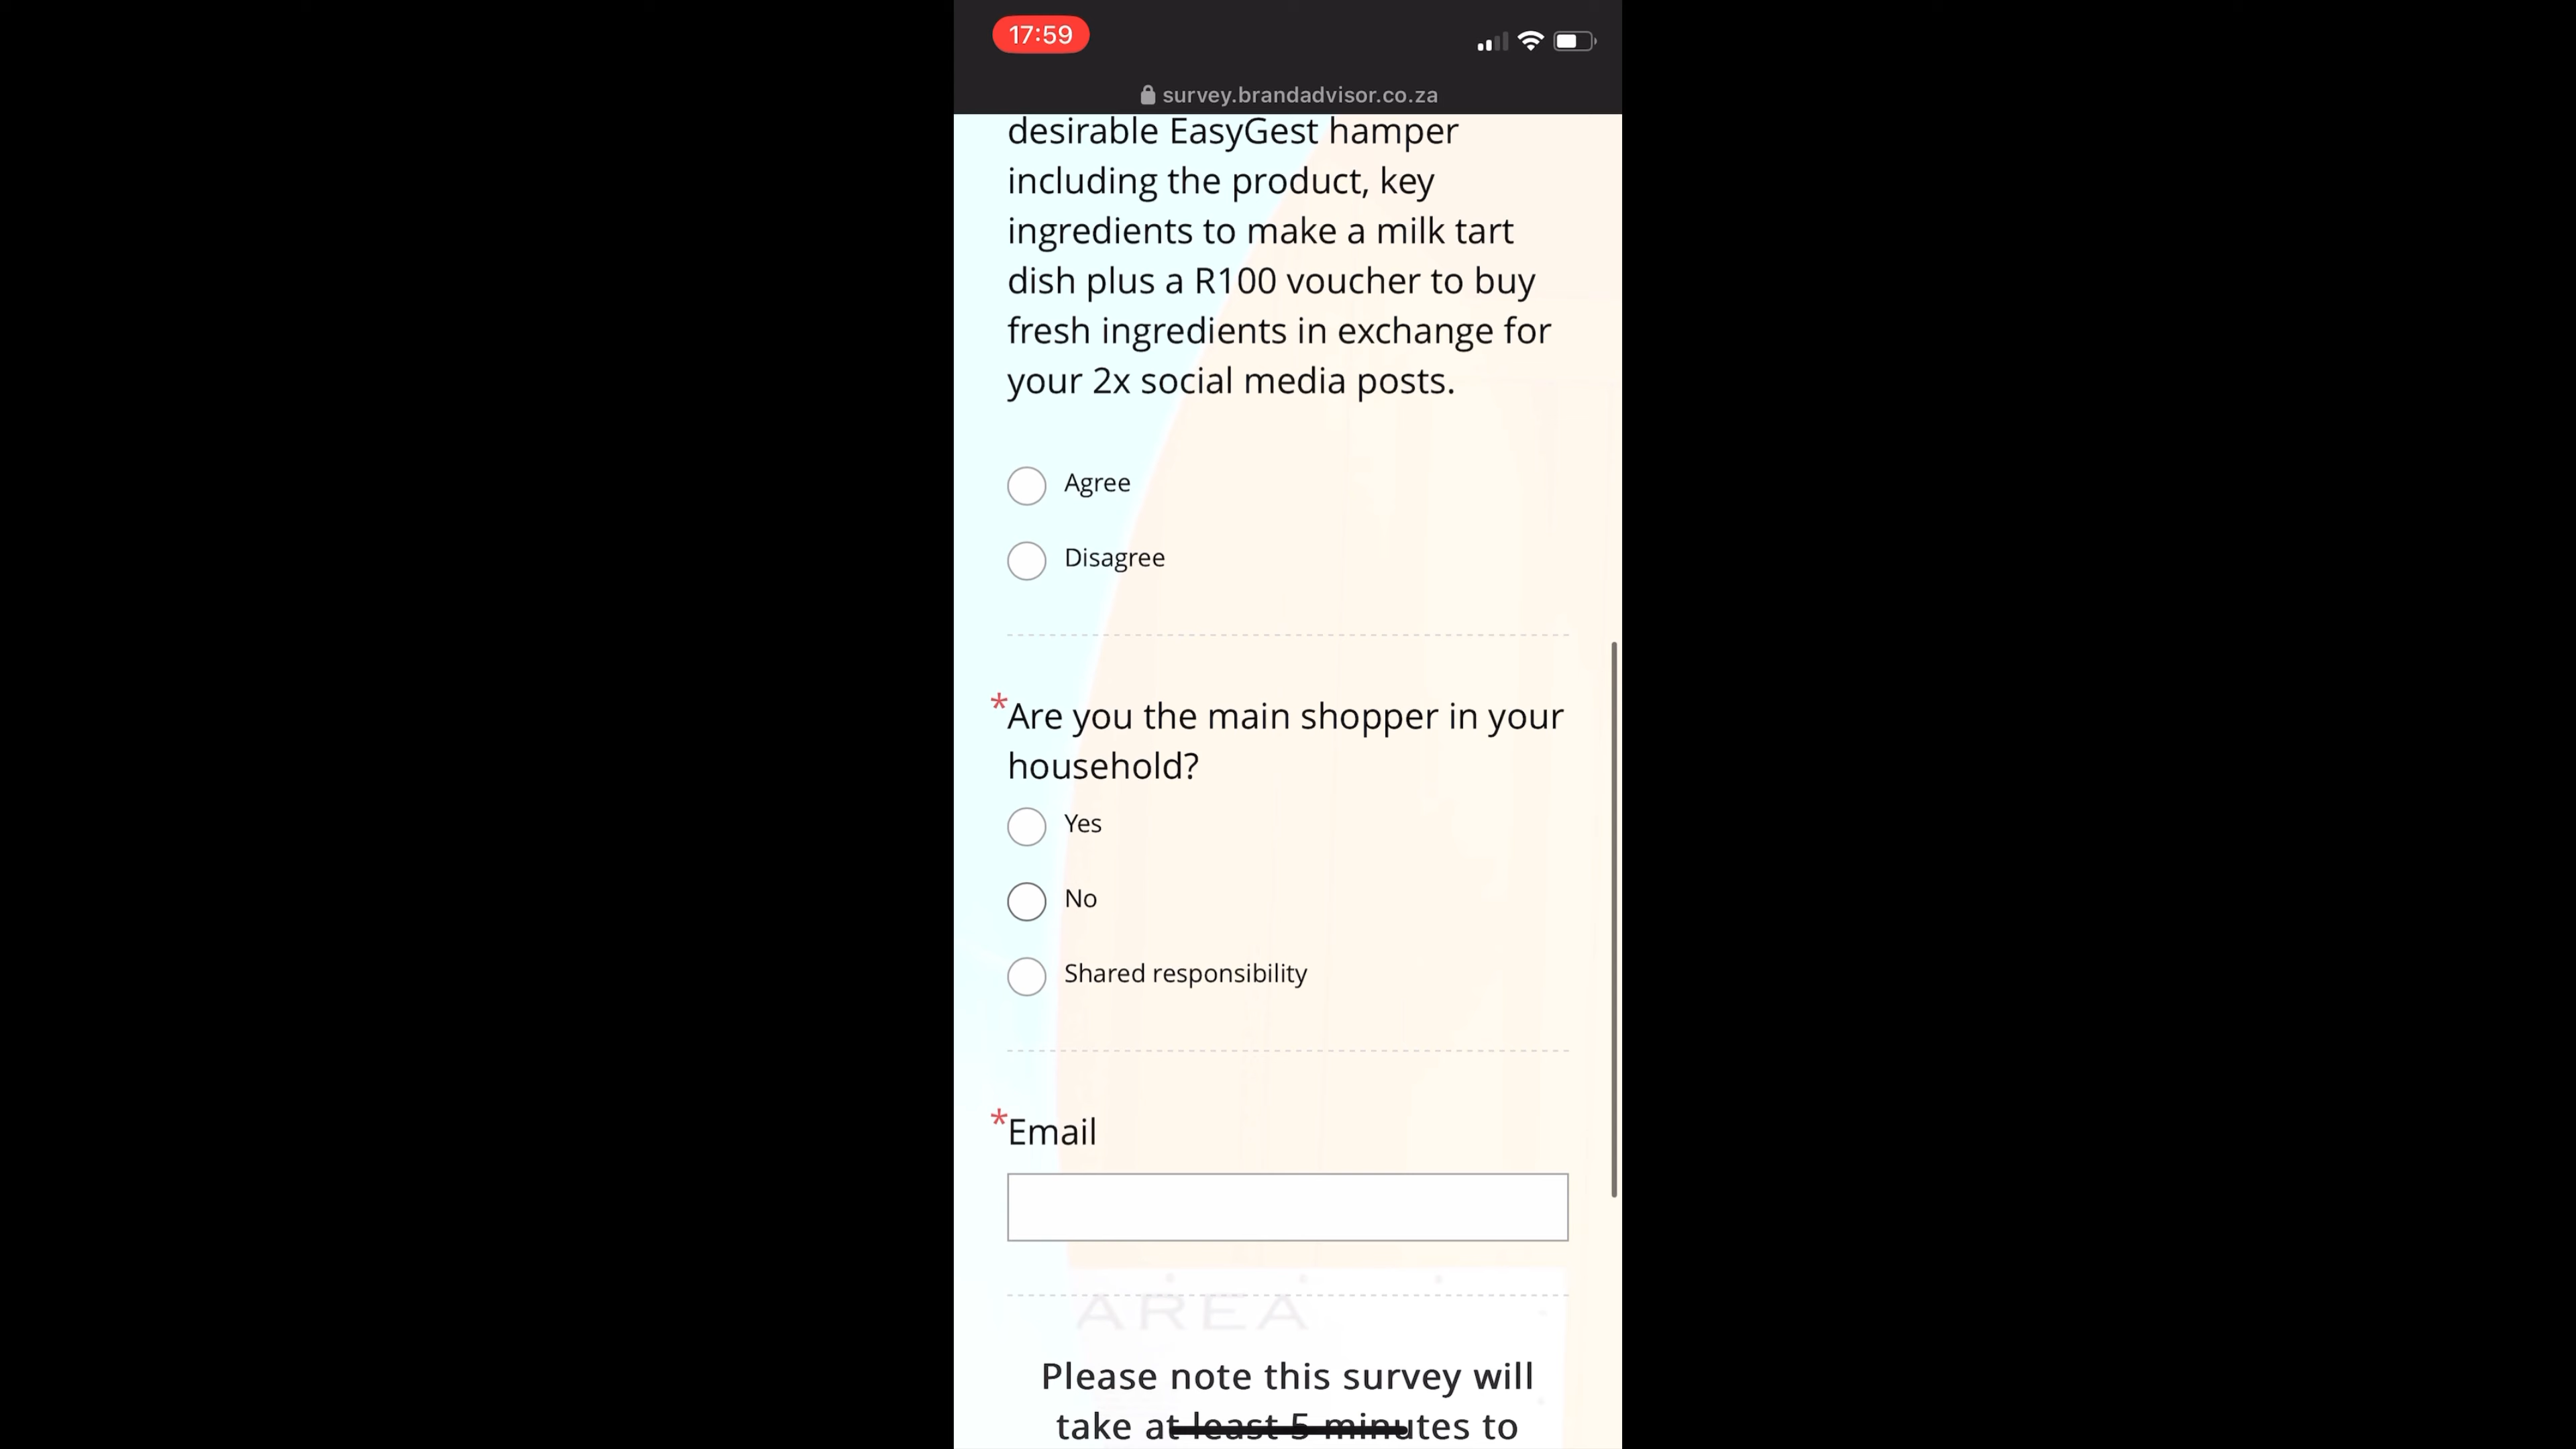 17:59
survey.brandadvisor.co.za
desirable EasyGest hamper
including the product, key
ingredients to make a milk tart
dish plus a R100 voucher to buy
fresh ingredients in exchange for
your 2x social media posts.
Agree
Disagree
*Are you the main shopper in your
household?
Yes
No
Shared responsibility
*Email
AREA
Please note this survey will
take at least 5 minutes to